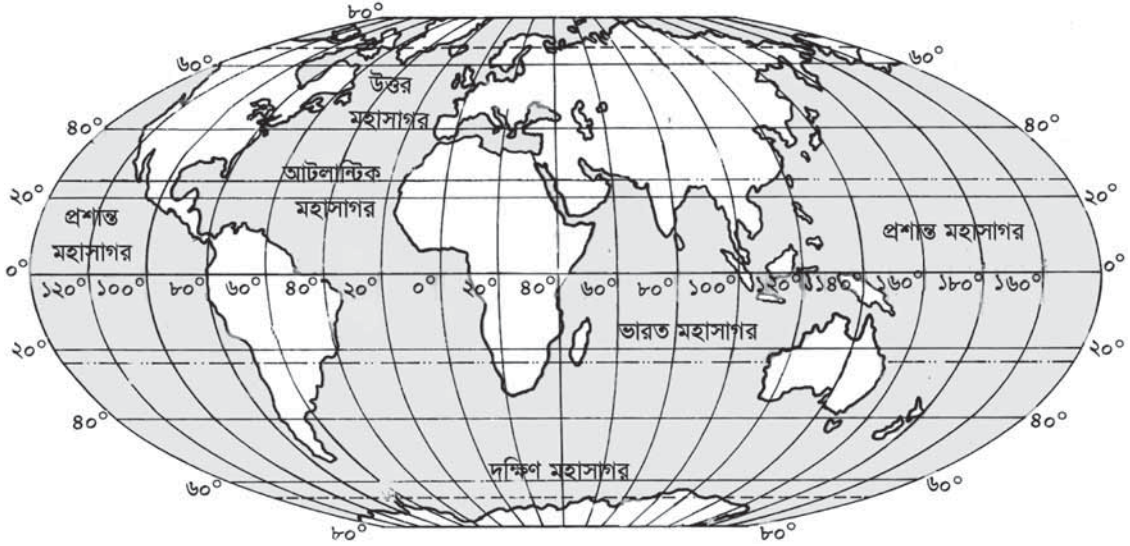 ৮০°
৬০° ৬০°
উত্তর
মহাসাগর
৪০° ৪০°
আটলান্টিক
মহাসাগর
২০° ২০°
প্রশান্ত
মহাসাগর
প্রশান্ত মহাসাগর
০° ০°
১২০° ১০০° ৮০° ৬০° ৪০° ২০° ০° ২০° ৪০° ৬০° ৮০° ১০০° ১২০° ১৪০° ১৬০° ১৮০° ১৬০°
ভারত মহাসাগর
২০° ২০°
৪০° ৪০°
দক্ষিণ মহাসাগর
৬০° ৬০°
৮০° ৮০°